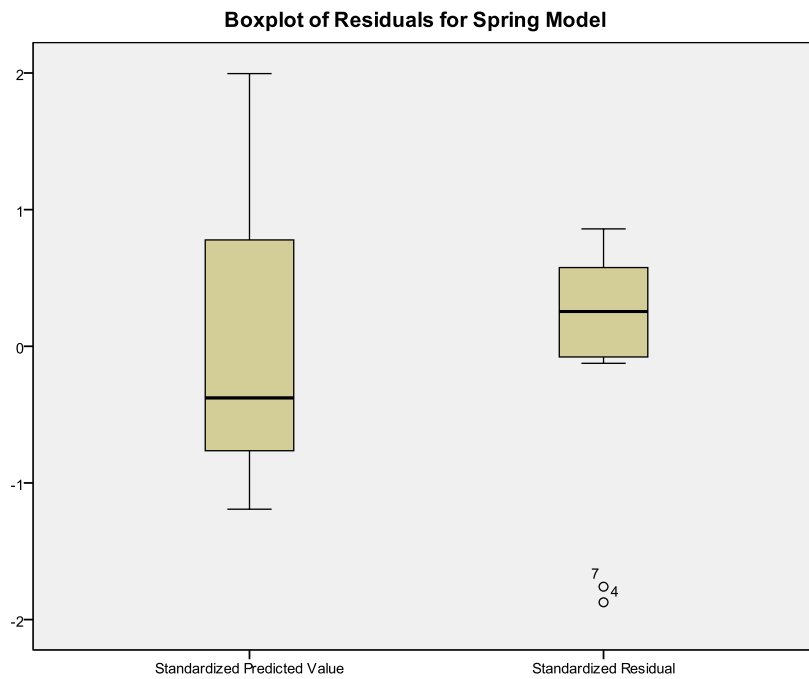 Boxplot of Residuals for Spring Model
2
1
0
-1
-2
7
4
Standardized Predicted Value
Standardized Residual